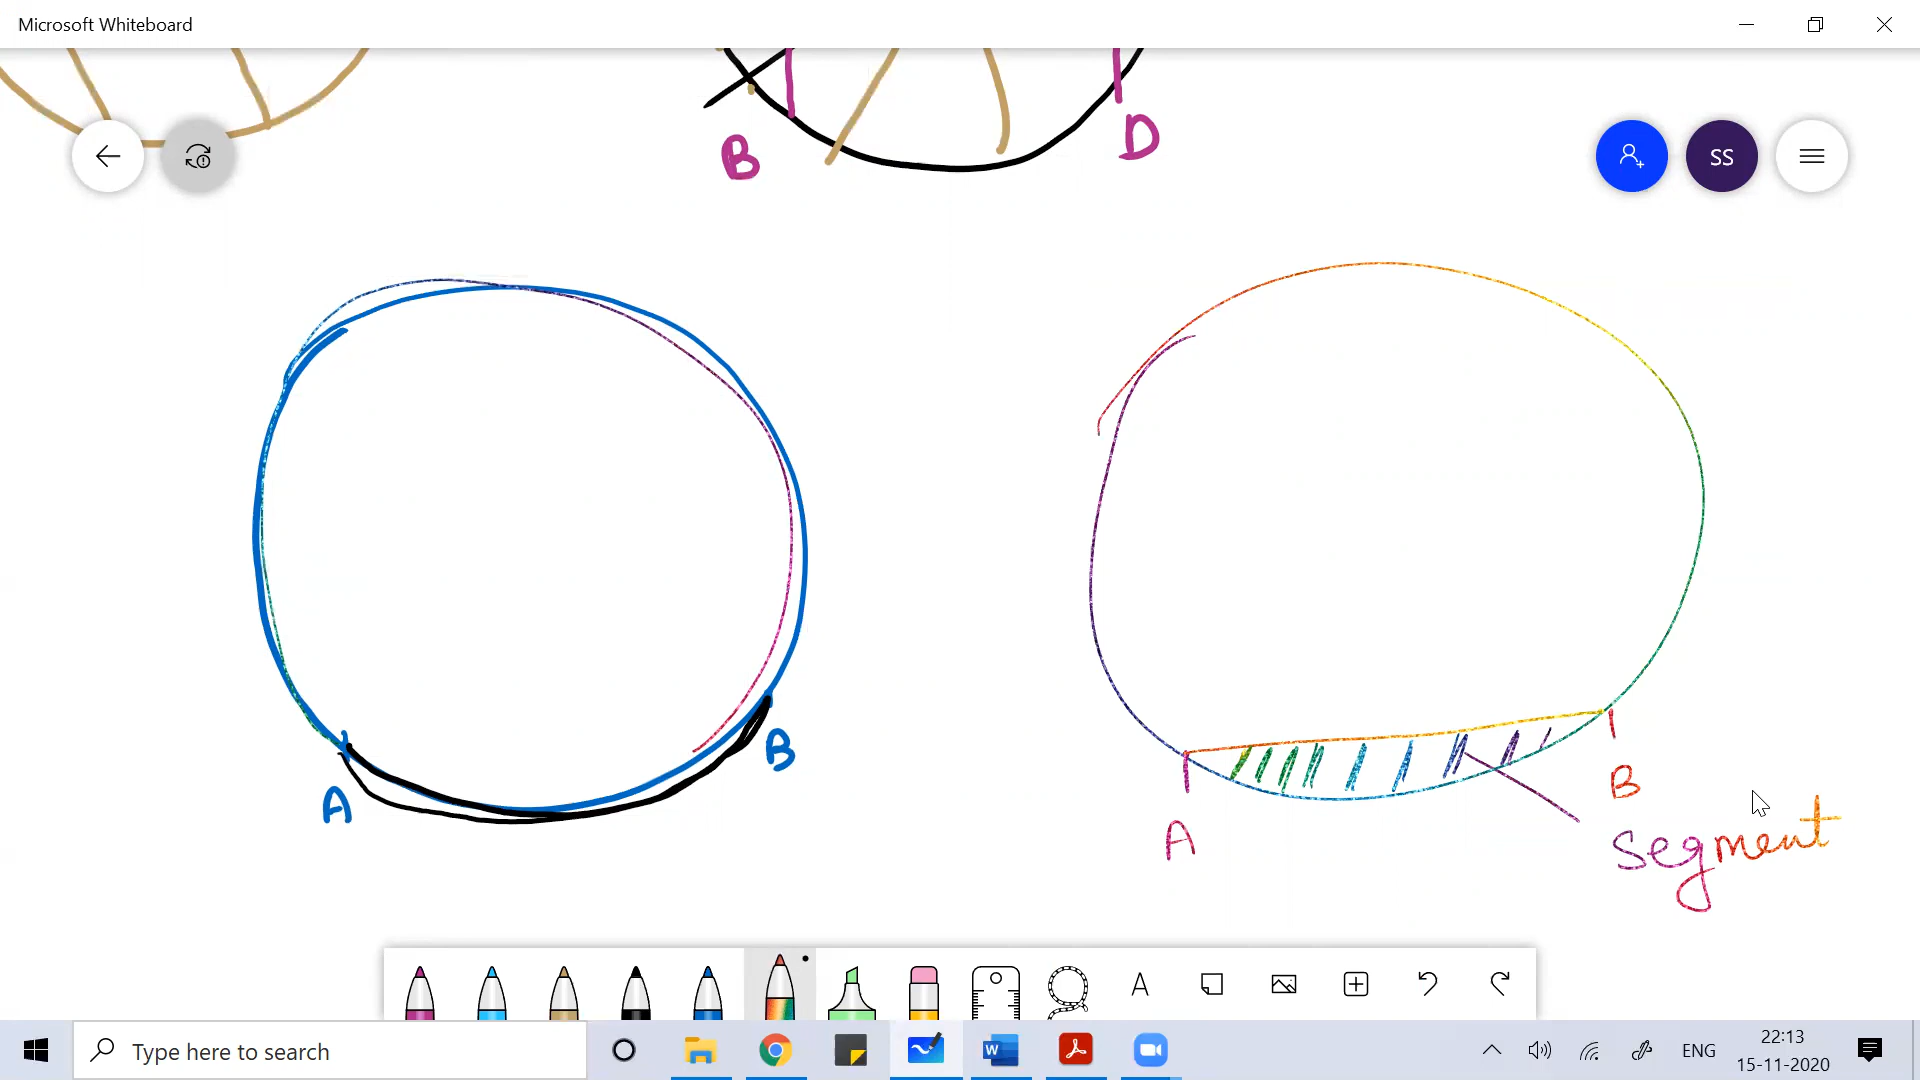 Microsoft Whiteboard
B
D
SS
A
B
A
B
segment
A
Type here to search
W
ENG
22:13
15-11-2020